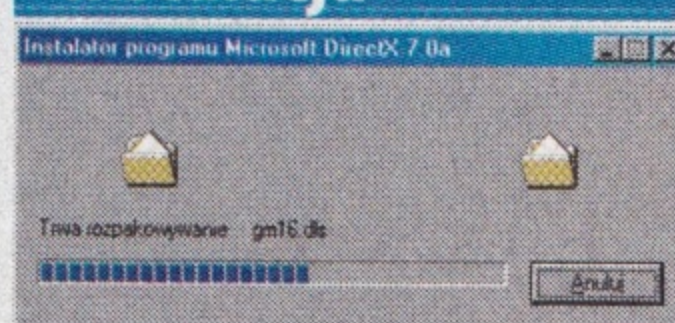 Instalator programu Microsoft DirectX 7.0a
Trwa rozpakowywanie gm16.dls
Anuluj